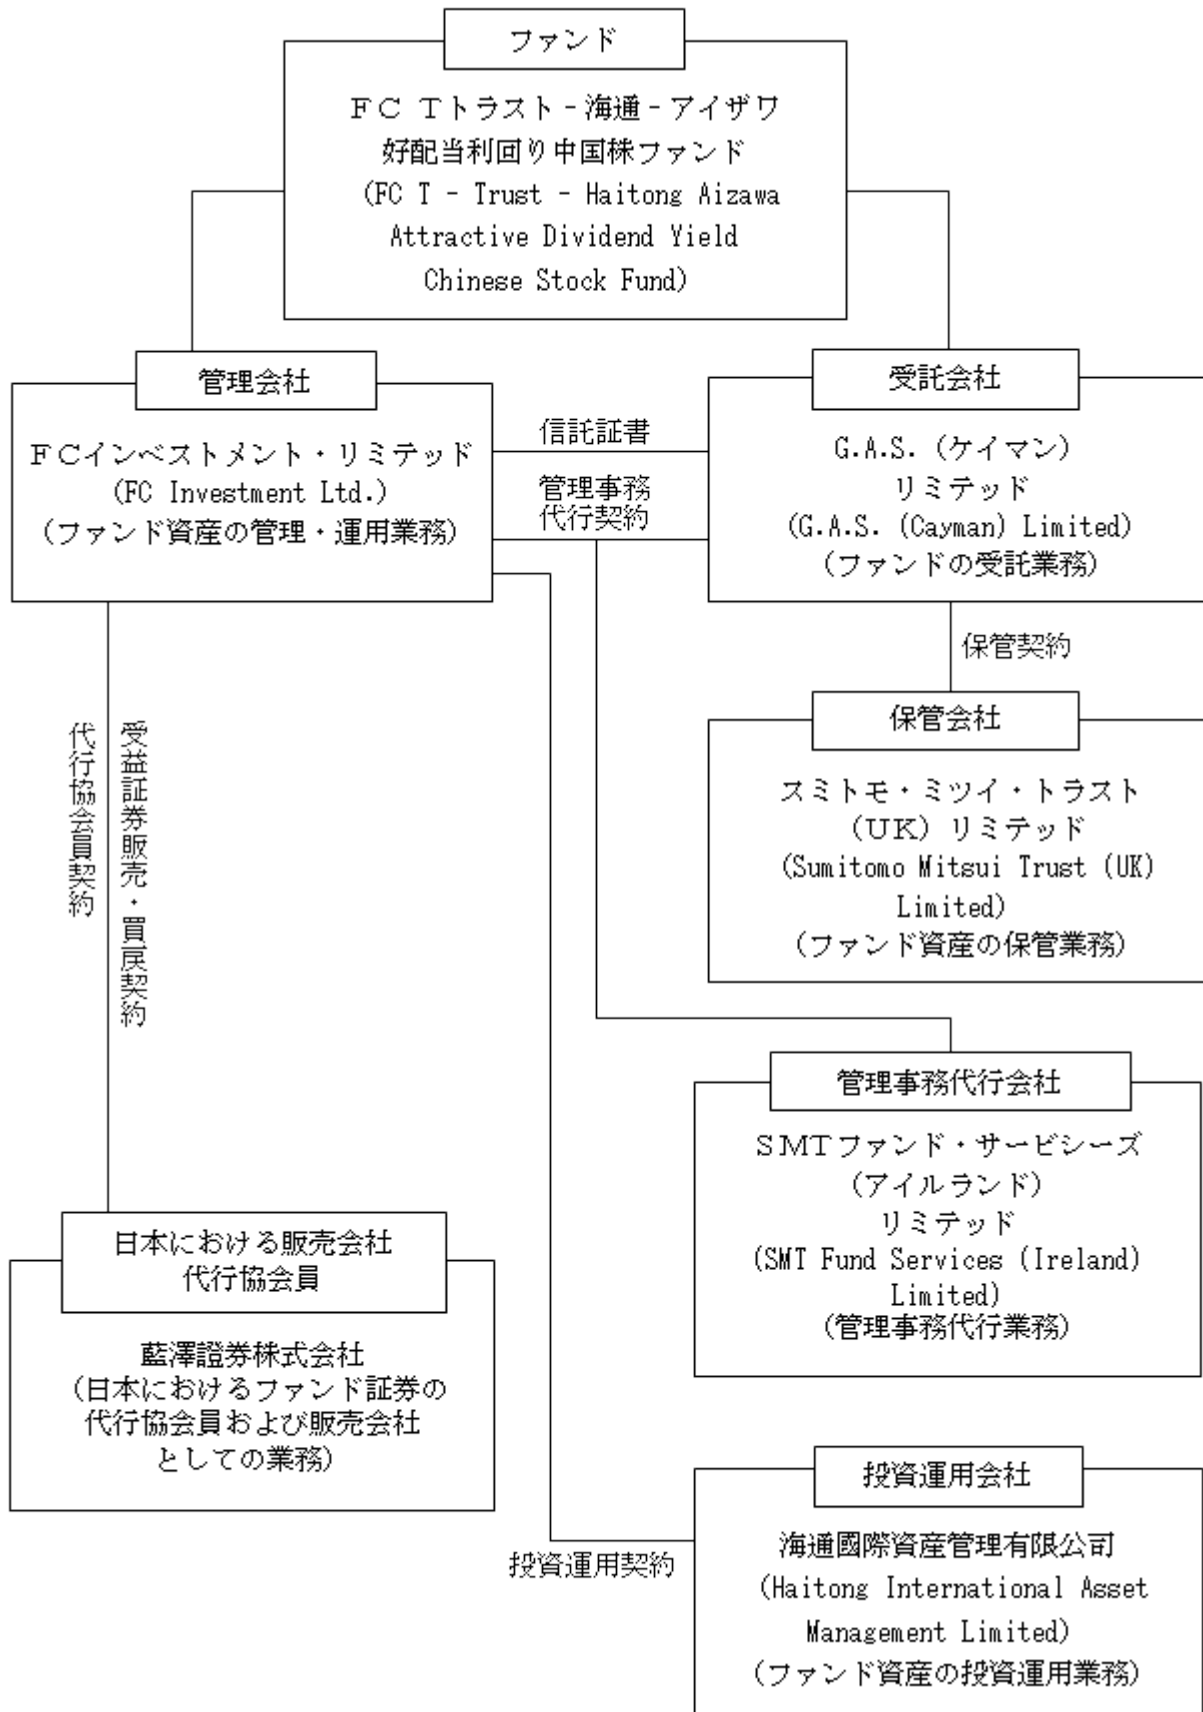 ファンド
ＦＣ Ｔトラスト‐海通‐アイザワ
好配当利回り中国株ファンド
(FC T - Trust - Haitong Aizawa
Attractive Dividend Yield
Chinese Stock Fund)
管理会社
ＦＣインベストメント・リミテッド
(FC Investment Ltd.)
(ファンド資産の管理・運用業務)
信託証書
管理事務
代行契約
受託会社
G.A.S.（ケイマン）
リミテッド
(G.A.S. (Cayman) Limited)
(ファンドの受託業務)
保管契約
保管会社
スミトモ・ミツイ・トラスト
（ＵＫ）リミテッド
(Sumitomo Mitsui Trust (UK)
Limited)
(ファンド資産の保管業務)
代行協会員契約
受益証券販売・買戻契約
管理事務代行会社
ＳＭＴファンド・サービシーズ
（アイルランド）
リミテッド
(SMT Fund Services (Ireland)
Limited)
(管理事務代行業務)
日本における販売会社
代行協会員
藍澤證券株式会社
(日本におけるファンド証券の
代行協会員および販売会社
としての業務)
投資運用契約
投資運用会社
海通國際資産管理有限公司
(Haitong International Asset
Management Limited)
(ファンド資産の投資運用業務)